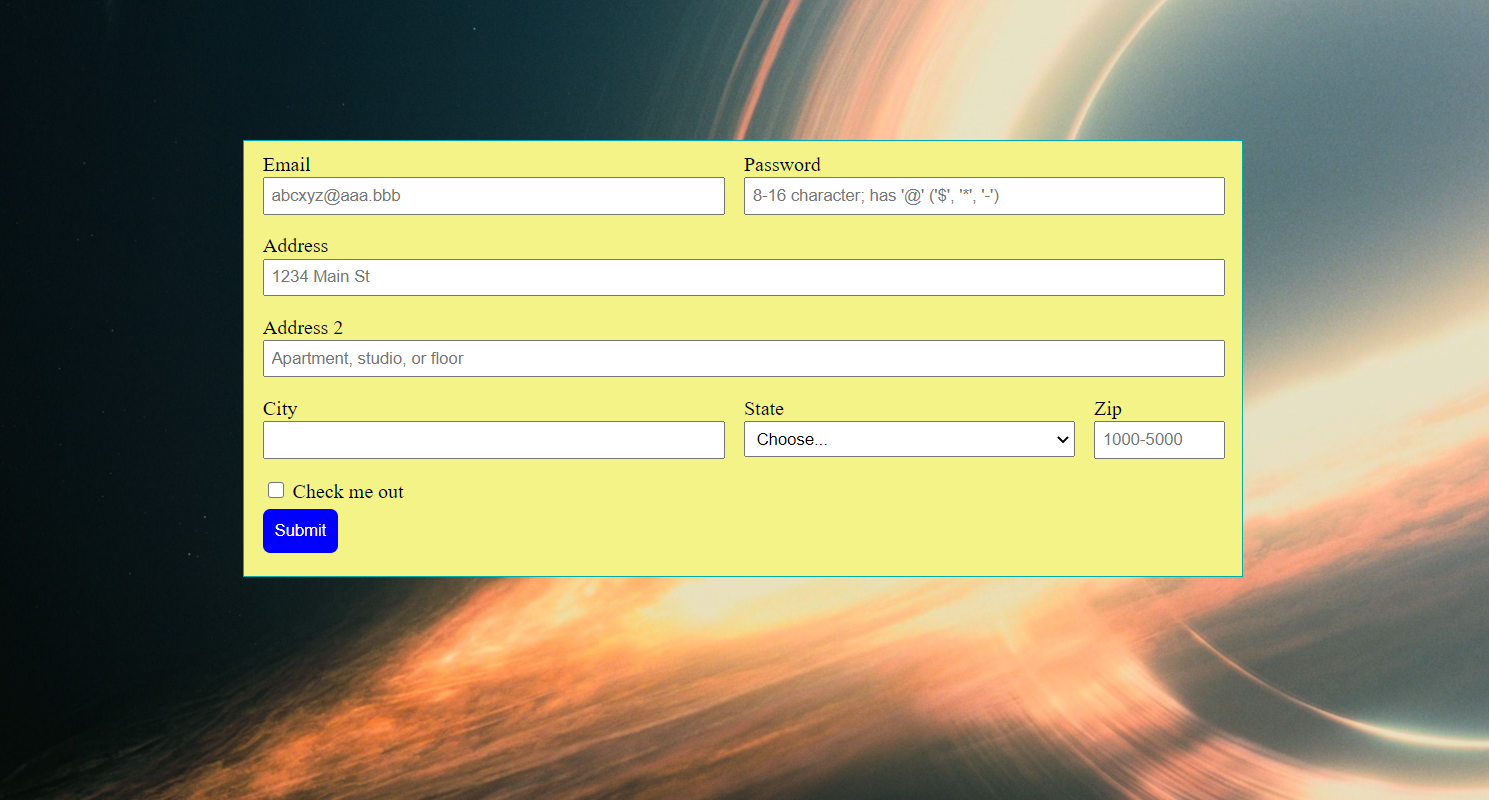 Email Password
abcxyz@aaa.bbb 8-16 character; has '@' ('$', '*', '-')
Address
1234 Main St
Address 2
Apartment, studio, or floor
City State Zip
Choose... 1000-5000
Check me out
Submit